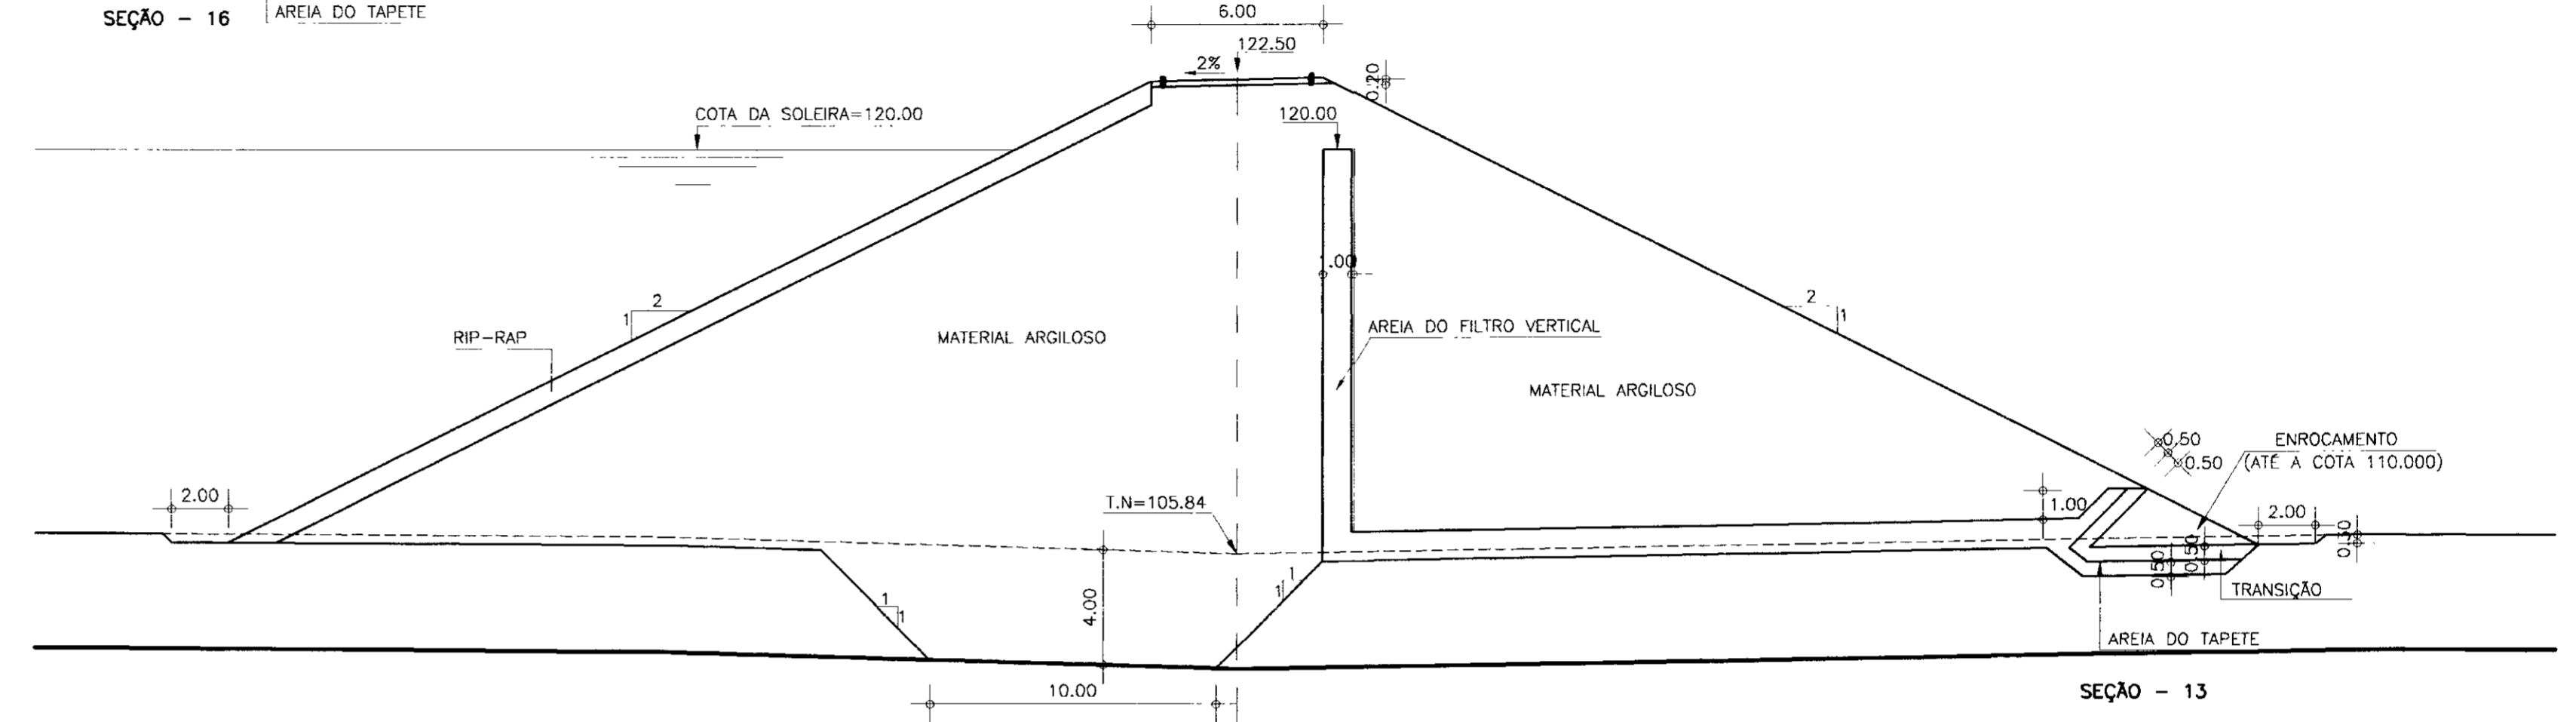 SEÇÃO - 16
AREIA DO TAPETE
6.00
122.50
2%
0.20
COTA DA SOLEIRA=120.00
120.00
2
1
.00
2
1
RIP-RAP
MATERIAL ARGILOSO
AREIA DO FILTRO VERTICAL
MATERIAL ARGILOSO
0.50
0.50
ENROCAMENTO
(ATÉ A COTA 110.000)
2.00
T.N=105.84
1.00
2.00
0.30
0.50
0.50
1
1
4.00
1
1
TRANSIÇÃO
AREIA DO TAPETE
10.00
SEÇÃO - 13